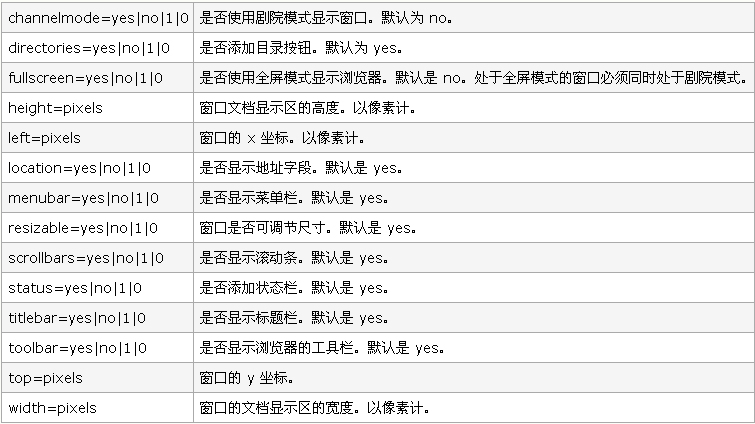 channelmode=yes|no|1|0 是否使用剧院模式显示窗口。默认为 no。
directories=yes|no|1|0 是否添加目录按钮。默认为 yes。
fullscreen=yes|no|1|0 是否使用全屏模式显示浏览器。默认是 no。处于全屏模式的窗口必须同时处于剧院模式。
height=pixels 窗口文档显示区的高度。以像素计。
left=pixels 窗口的 x 坐标。以像素计。
location=yes|no|1|0 是否显示地址字段。默认是 yes。
menubar=yes|no|1|0 是否显示菜单栏。默认是 yes。
resizable=yes|no|1|0 窗口是否可调节尺寸。默认是 yes。
scrollbars=yes|no|1|0 是否显示滚动条。默认是 yes。
status=yes|no|1|0 是否添加状态栏。默认是 yes。
titlebar=yes|no|1|0 是否显示标题栏。默认是 yes。
toolbar=yes|no|1|0 是否显示浏览器的工具栏。默认是 yes。
top=pixels 窗口的 y 坐标。
width=pixels 窗口的文档显示区的宽度。以像素计。